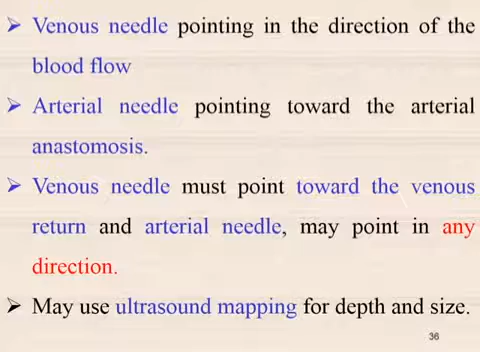 ➢ Venous needle pointing in the direction of the
blood flow
➢ Arterial needle pointing toward the arterial
anastomosis.
➢ Venous needle must point toward the venous
return and arterial needle, may point in any
direction.
➢ May use ultrasound mapping for depth and size.
36